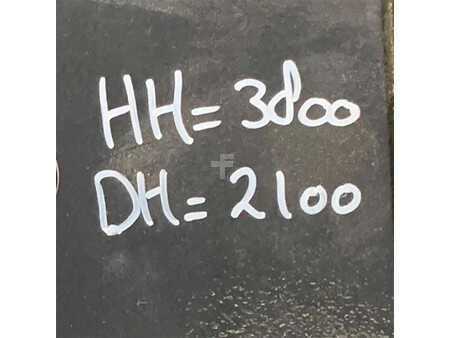 HH = 3800
DH = 2100